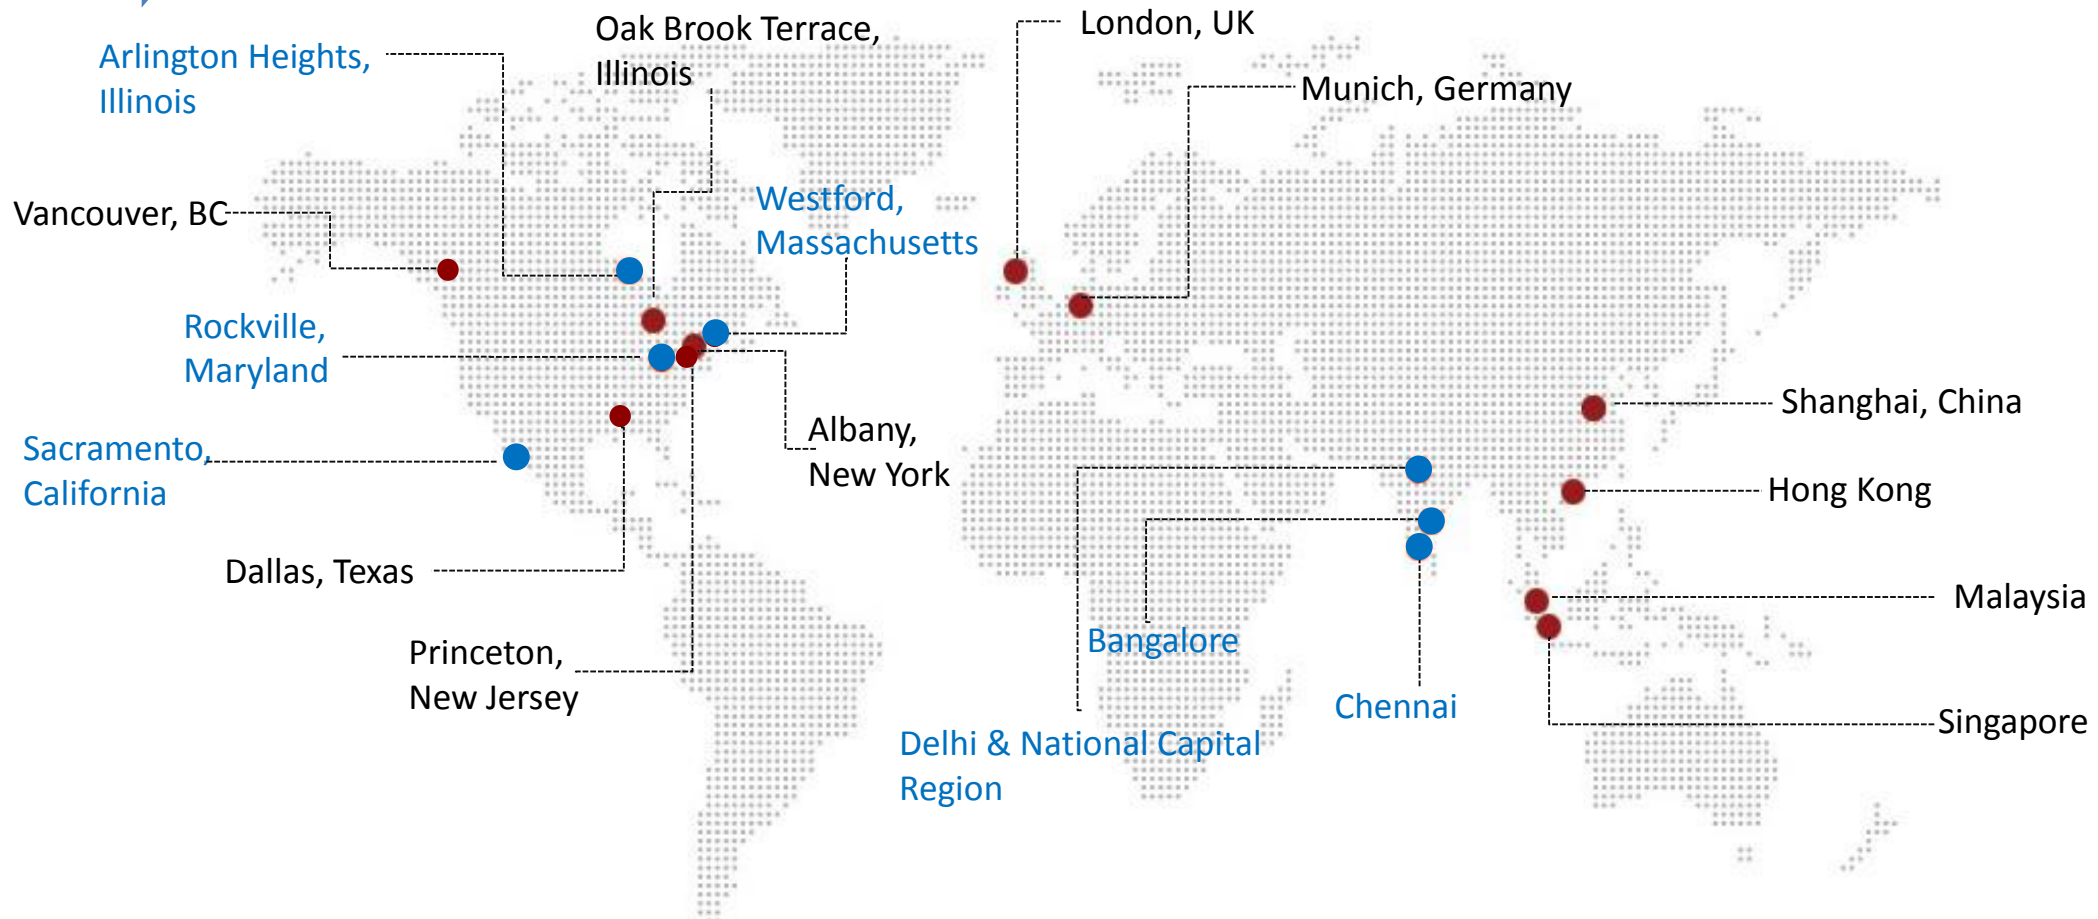 Oak Brook Terrace,
Illinois
London, UK
Arlington Heights,
Illinois
Munich, Germany
Westford,
Massachusetts
Vancouver, BC
Rockville,
Maryland
Shanghai, China
Albany,
New York
Sacramento,
California
Hong Kong
Dallas, Texas
Malaysia
Bangalore
Princeton,
New Jersey
Chennai
Singapore
Delhi & National Capital
Region